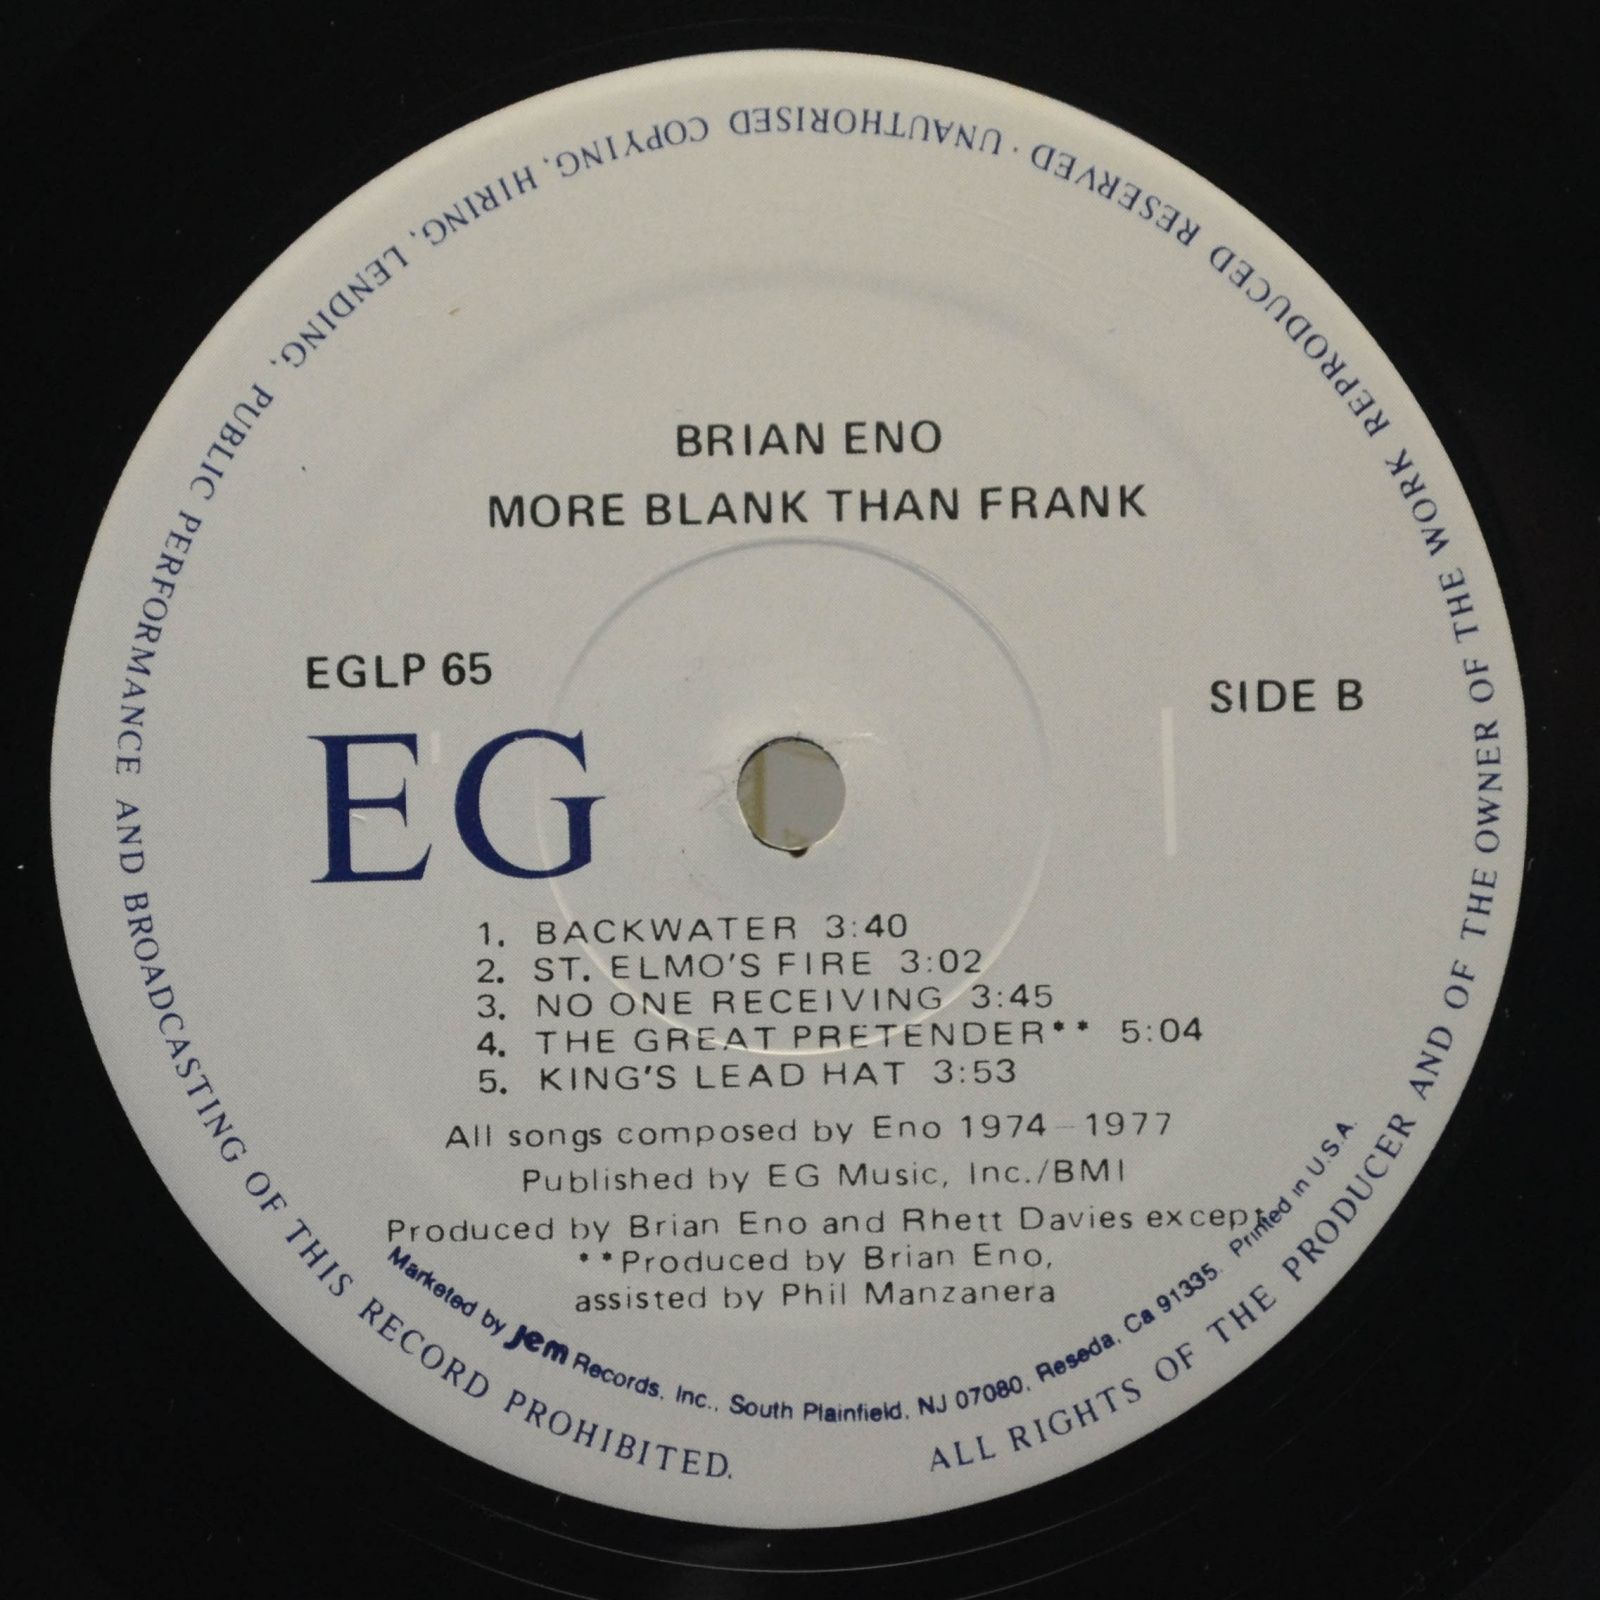 BRIAN ENO
MORE BLANK THAN FRANK
EGLP 65
SIDE B
EG
1. BACKWATER 3:40
2. ST. ELMO'S FIRE 3:02
3. NO ONE RECEIVING 3:45
4. THE GREAT PRETENDER** 5:04
5. KING'S LEAD HAT 3:53
All songs composed by Eno 1974–1977
Published by EG Music, Inc./BMI
Produced by Brian Eno and Rhett Davies except
**Produced by Brian Eno,
assisted by Phil Manzanera
Marketed by Jem Records, Inc., South Plainfield, NJ 07080, Reseda, Ca 91335. Printed in U.S.A.
ALL RIGHTS OF THE PRODUCER AND OF THE OWNER OF THE WORK REPRODUCED RESERVED · UNAUTHORISED COPYING, HIRING, LENDING, PUBLIC PERFORMANCE AND BROADCASTING OF THIS RECORD PROHIBITED.